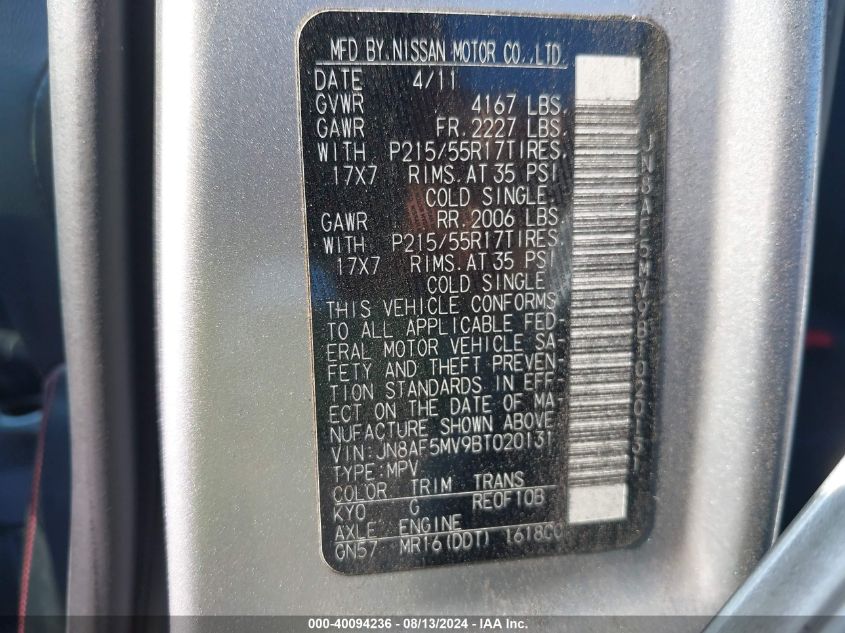 MFD BY NISSAN MOTOR CO.,LTD.
DATE 4/11
GVWR 4167 LBS.
GAWR FR. 2227 LBS.
WITH P215/55R17TIRES,
17X7 RIMS. AT 35 PSI
COLD SINGLE.
GAWR RR. 2006 LBS.
WITH P215/55R17TIRES,
17X7 RIMS. AT 35 PSI
COLD SINGLE.
THIS VEHICLE CONFORMS
TO ALL APPLICABLE FED-
ERAL MOTOR VEHICLE SA-
FETY AND THEFT PREVEN-
TION STANDARDS IN EFF-
ECT ON THE DATE OF MA-
NUFACTURE SHOWN ABOVE
VIN: JN8AF5MV9BT020131
TYPE: MPV
COLOR TRIM TRANS
KY0 G RE0F10B
AXLE ENGINE
GN57 MR16(DDT) 1618CC
JN8AF5MV9BT020131
000-40094236 - 08/13/2024 - IAA Inc.